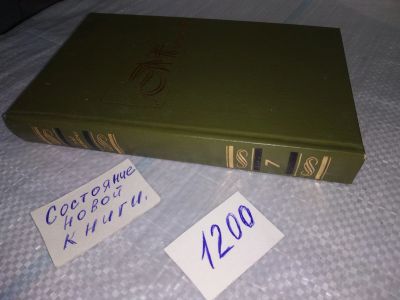 7
Состояние
новой
книги.
1200